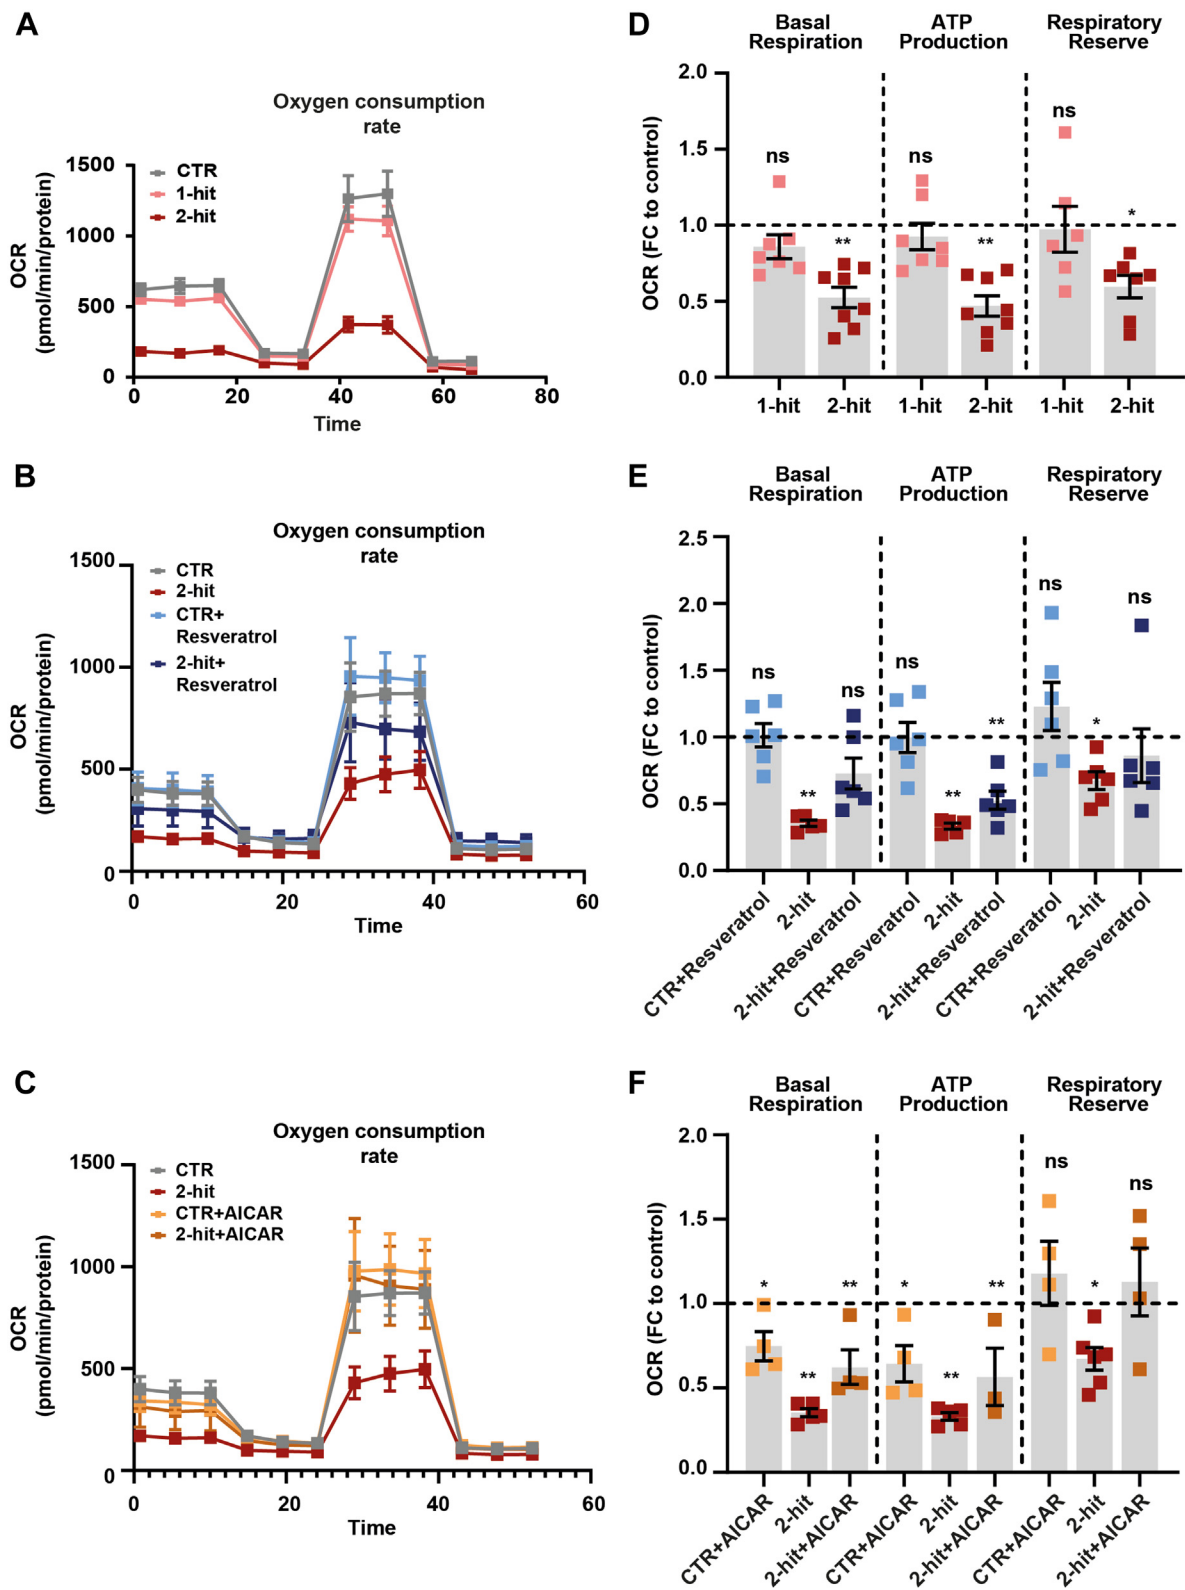 A
Oxygen consumption
rate
OCR
(pmol/min/protein)
1500
1000
500
0
CTR
1-hit
2-hit
0
20
40
60
80
Time
D
Basal
Respiration
ATP
Production
Respiratory
Reserve
OCR (FC to control)
2.0
1.5
1.0
0.5
0.0
ns
**
ns
**
ns
*
1-hit
2-hit
1-hit
2-hit
1-hit
2-hit
B
Oxygen consumption
rate
OCR
(pmol/min/protein)
1500
1000
500
0
CTR
2-hit
CTR+
Resveratrol
2-hit+
Resveratrol
0
20
40
60
Time
E
Basal
Respiration
ATP
Production
Respiratory
Reserve
OCR (FC to control)
2.5
2.0
1.5
1.0
0.5
0.0
ns
**
ns
ns
**
**
ns
*
ns
CTR+Resveratrol
2-hit
2-hit+Resveratrol
CTR+Resveratrol
2-hit
2-hit+Resveratrol
CTR+Resveratrol
2-hit
2-hit+Resveratrol
C
Oxygen consumption
rate
OCR
(pmol/min/protein)
1500
1000
500
0
CTR
2-hit
CTR+AICAR
2-hit+AICAR
0
20
40
60
Time
F
Basal
Respiration
ATP
Production
Respiratory
Reserve
OCR (FC to control)
2.0
1.5
1.0
0.5
0.0
*
**
**
*
**
**
ns
*
ns
CTR+AICAR
2-hit
2-hit+AICAR
CTR+AICAR
2-hit
2-hit+AICAR
CTR+AICAR
2-hit
2-hit+AICAR